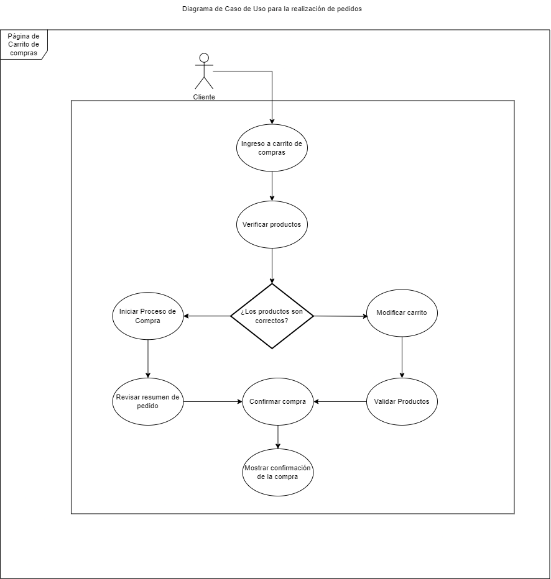 Diagrama de Caso de Uso para la realización de pedidos
Página de
Carrito de
compras
Cliente
Ingreso a carrito de
compras
Verificar productos
¿Los productos son
correctos?
Iniciar Proceso de
Compra
Modificar carrito
Revisar resumen de
pedido
Confirmar compra
Validar Productos
Mostrar confirmación
de la compra